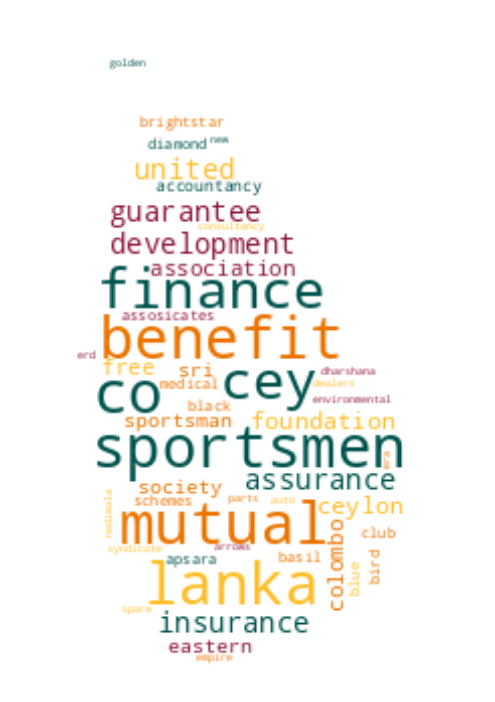 golden
brightstar
diamond new
united
accountancy
guarantee
consultancy
development
association
finance
assosicates
benefit
erd
free sri cey dharshana
co medical dealers
black environmental
sportsman foundation
sportsmen era
assurance
society
schemes parts auto ceylon
nedimala mutual colombo club
syndicate arrows
apsara basil blue bird
lanka
spare
insurance
eastern
empire